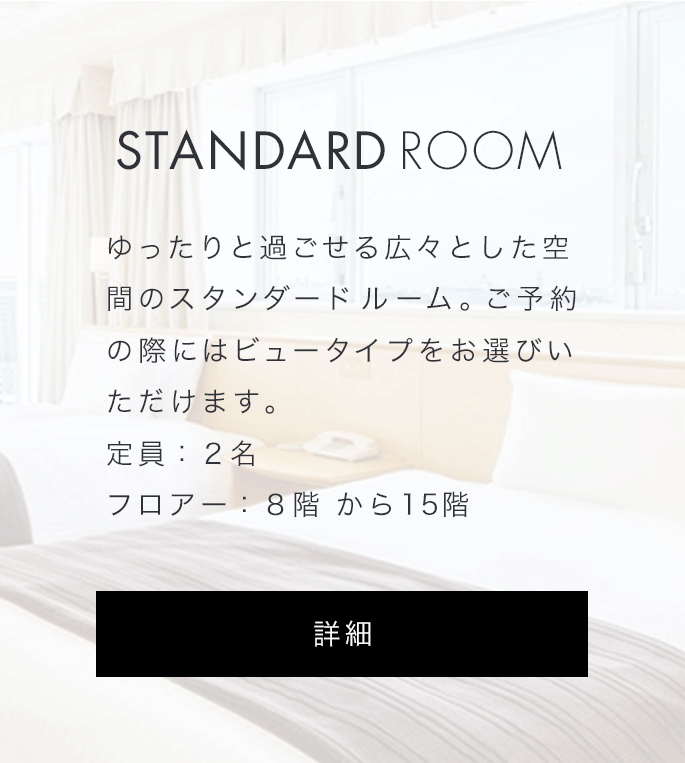 STANDARD ROOM
ゆったりと過ごせる広々とした空
間のスタンダード ルーム。ご予約
の際にはビュータイプをお選びい
ただけます。
定員：２名
フロアー：８階 から15階
詳細